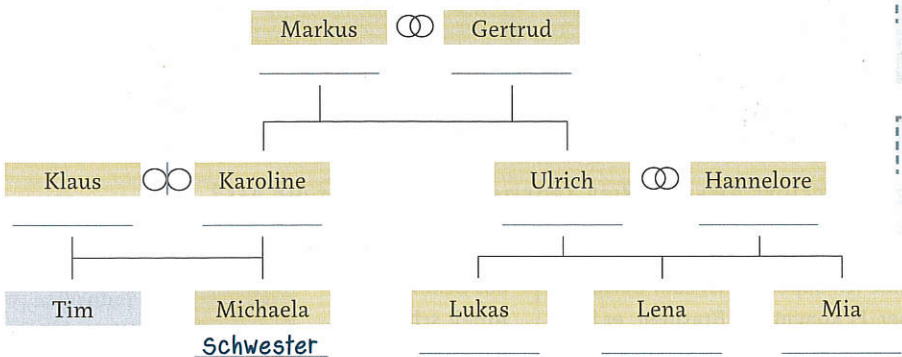 Markus Gertrud
Klaus Karoline Ulrich Hannelore
Tim Michaela Lukas Lena Mia
Schwester